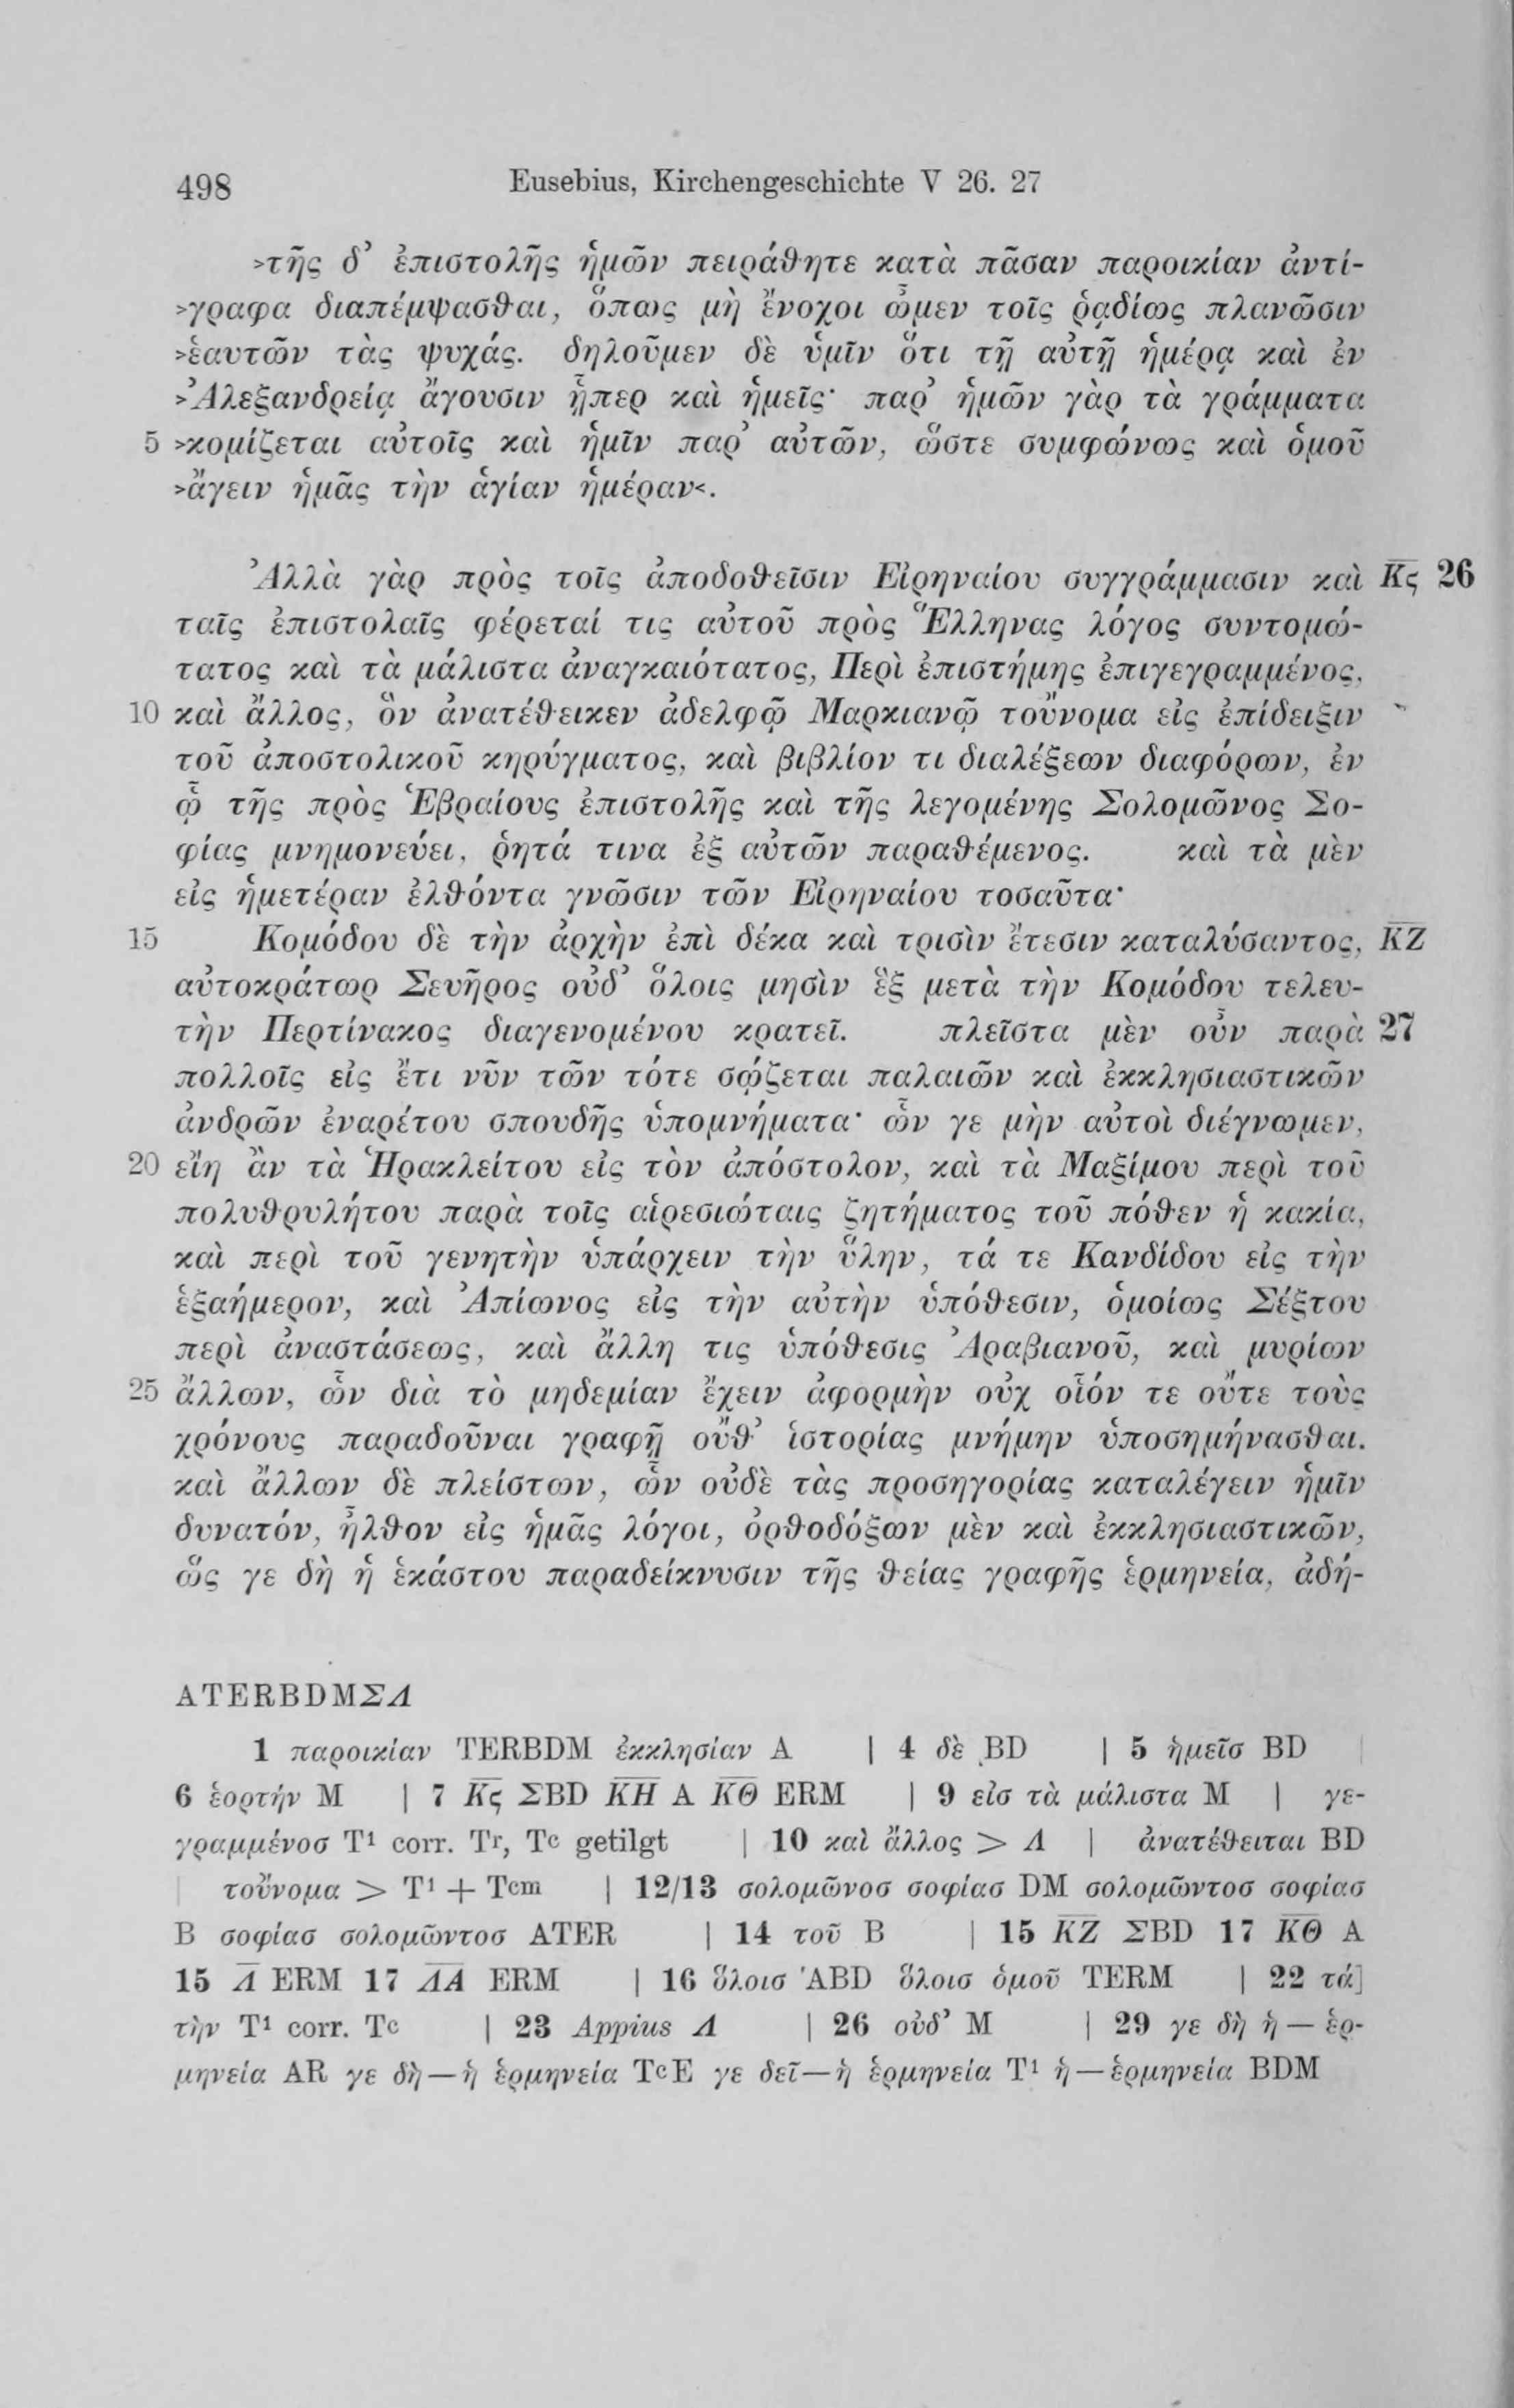 498 Eusebius, Kirchengeschichte V 26. 27
>τῆς δ᾽ ἐπιστολῆς ἡμῶν πειράθητε κατὰ πᾶσαν παροικίαν ἀντί-
>γραφα διαπέμψασθαι, ὅπως μὴ ἔνοχοι ὦμεν τοῖς ῥᾳδίως πλανῶσιν
>ἑαυτῶν τὰς ψυχάς. δηλοῦμεν δὲ ὑμῖν ὅτι τῇ αὐτῇ ἡμέρᾳ καὶ ἐν
>Ἀλεξανδρείᾳ ἄγουσιν ᾗπερ καὶ ἡμεῖς· παρ᾽ ἡμῶν γὰρ τὰ γράμματα
5 >κομίζεται αὐτοῖς καὶ ἡμῖν παρ᾽ αὐτῶν, ὥστε συμφώνως καὶ ὁμοῦ
>ἄγειν ἡμᾶς τὴν ἁγίαν ἡμέραν<.
Ἀλλὰ γὰρ πρὸς τοῖς ἀποδοθεῖσιν Εἰρηναίου συγγράμμασιν καὶ Κς 26
ταῖς ἐπιστολαῖς φέρεταί τις αὐτοῦ πρὸς Ἕλληνας λόγος συντομώ-
τατος καὶ τὰ μάλιστα ἀναγκαιότατος, Περὶ ἐπιστήμης ἐπιγεγραμμένος,
10 καὶ ἄλλος, ὃν ἀνατέθεικεν ἀδελφῷ Μαρκιανῷ τοὔνομα εἰς ἐπίδειξιν
τοῦ ἀποστολικοῦ κηρύγματος, καὶ βιβλίον τι διαλέξεων διαφόρων, ἐν
ᾧ τῆς πρὸς Ἑβραίους ἐπιστολῆς καὶ τῆς λεγομένης Σολομῶνος Σο-
φίας μνημονεύει, ῥητά τινα ἐξ αὐτῶν παραθέμενος. καὶ τὰ μὲν
εἰς ἡμετέραν ἐλθόντα γνῶσιν τῶν Εἰρηναίου τοσαῦτα·
15 Κομόδου δὲ τὴν ἀρχὴν ἐπὶ δέκα καὶ τρισὶν ἔτεσιν καταλύσαντος, ΚΖ
αὐτοκράτωρ Σευῆρος οὐδ᾽ ὅλοις μησὶν ἓξ μετὰ τὴν Κομόδου τελευ-
τὴν Περτίνακος διαγενομένου κρατεῖ. πλεῖστα μὲν οὖν παρὰ 27
πολλοῖς εἰς ἔτι νῦν τῶν τότε σῴζεται παλαιῶν καὶ ἐκκλησιαστικῶν
ἀνδρῶν ἐναρέτου σπουδῆς ὑπομνήματα· ὧν γε μὴν αὐτοὶ διέγνωμεν,
20 εἴη ἂν τὰ Ἡρακλείτου εἰς τὸν ἀπόστολον, καὶ τὰ Μαξίμου περὶ τοῦ
πολυθρυλήτου παρὰ τοῖς αἱρεσιώταις ζητήματος τοῦ πόθεν ἡ κακία,
καὶ περὶ τοῦ γενητὴν ὑπάρχειν τὴν ὕλην, τά τε Κανδίδου εἰς τὴν
ἑξαήμερον, καὶ Ἀπίωνος εἰς τὴν αὐτὴν ὑπόθεσιν, ὁμοίως Σέξτου
περὶ ἀναστάσεως, καὶ ἄλλη τις ὑπόθεσις Ἀραβιανοῦ, καὶ μυρίων
25 ἄλλων, ὧν διὰ τὸ μηδεμίαν ἔχειν ἀφορμὴν οὐχ οἷόν τε οὔτε τοὺς
χρόνους παραδοῦναι γραφῇ οὔθ᾽ ἱστορίας μνήμην ὑποσημήνασθαι.
καὶ ἄλλων δὲ πλείστων, ὧν οὐδὲ τὰς προσηγορίας καταλέγειν ἡμῖν
δυνατόν, ἦλθον εἰς ἡμᾶς λόγοι, ὀρθοδόξων μὲν καὶ ἐκκλησιαστικῶν,
ὥς γε δὴ ἡ ἑκάστου παραδείκνυσιν τῆς θείας γραφῆς ἑρμηνεία, ἀδή-
ATERBDMΣΛ
1 παροικίαν TERBDM ἐκκλησίαν A | 4 δὲ BD | 5 ἡμεῖσ BD |
6 ἑορτήν M | 7 Κς ΣBD ΚΗ A ΚΘ ERM | 9 εἰσ τὰ μάλιστα M | γε-
γραμμένοσ T¹ corr. Tʳ, Tᶜ getilgt | 10 καὶ ἄλλος > Λ | ἀνατέθειται BD
| τοὔνομα > T¹ + Tᶜᵐ | 12/13 σολομῶνοσ σοφίασ DM σολομῶντοσ σοφίασ
B σοφίασ σολομῶντοσ ATER | 14 τοῦ B | 15 ΚΖ ΣBD 17 ΚΘ A
15 Λ ERM 17 ΛΑ ERM | 16 ὅλοισ ABD ὅλοισ ὁμοῦ TERM | 22 τά]
τὴν T¹ corr. Tᶜ | 23 Appius Λ | 26 οὐδ᾽ M | 29 γε δὴ ἡ — ἑρ-
μηνεία AR γε δὴ — ἡ ἑρμηνεία TᶜE γε δεῖ — ἡ ἑρμηνεία T¹ ἡ — ἑρμηνεία BDM